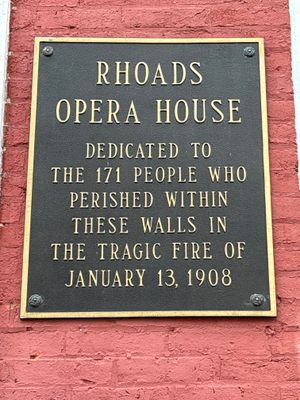 RHOADS
OPERA HOUSE
DEDICATED TO
THE 171 PEOPLE WHO
PERISHED WITHIN
THESE WALLS IN
THE TRAGIC FIRE OF
JANUARY 13, 1908